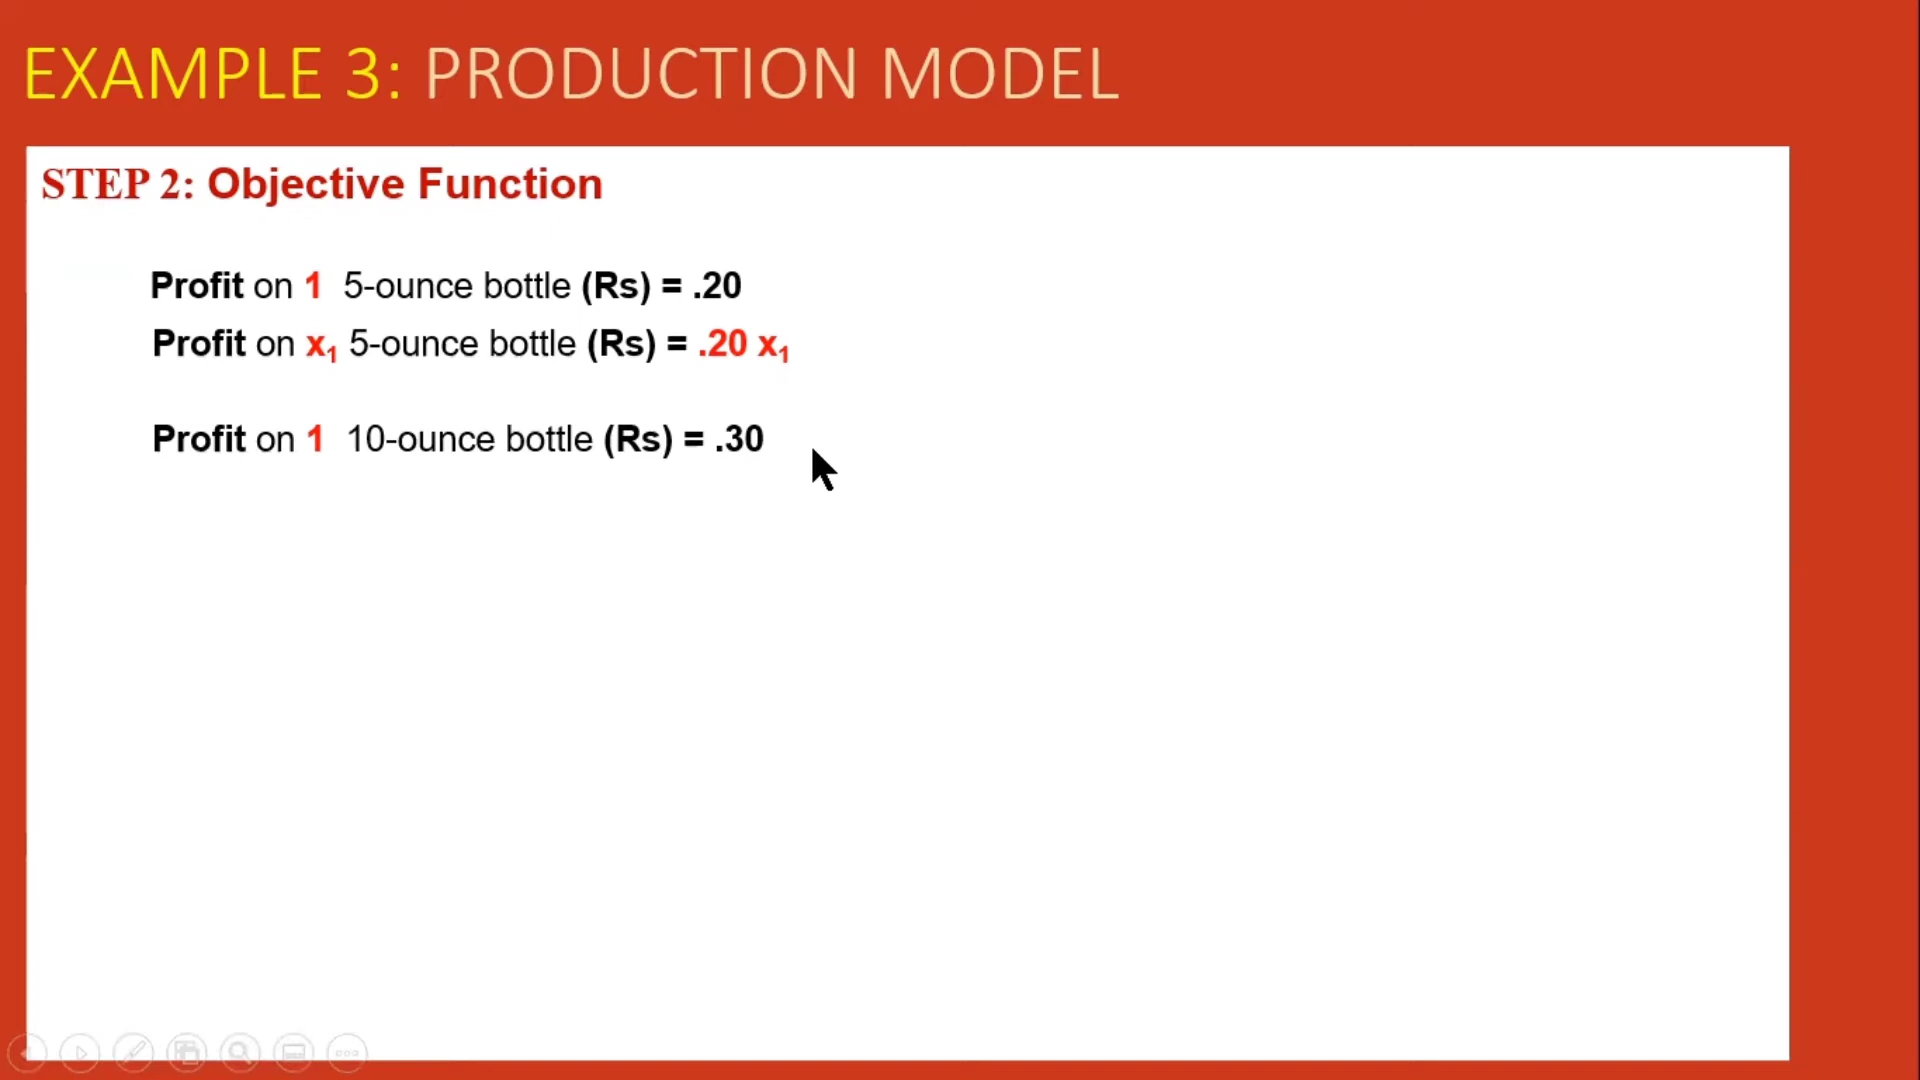 EXAMPLE 3: PRODUCTION MODEL
STEP 2: Objective Function
Profit on 1 5-ounce bottle (Rs) = .20
Profit on x₁ 5-ounce bottle (Rs) = .20 x₁
Profit on 1 10-ounce bottle (Rs) = .30